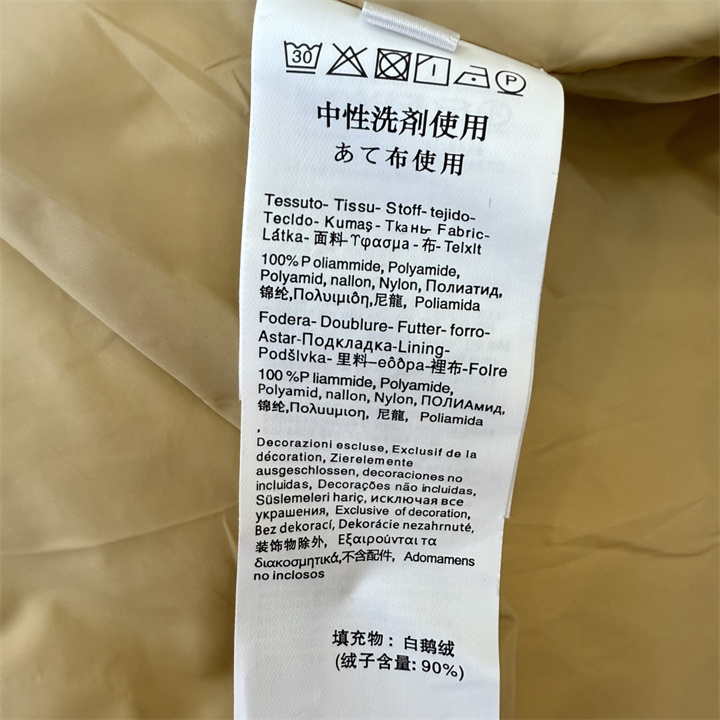 30
P
中性洗剤使用
あて布使用
Tessuto- Tissu- Stoff- tejido-
Tecldo- Kumaş - Ткань- Fabric-
Látka- 面料-Υφασμα - 布- Telxlt
100%P oliammide, Polyamide,
Polyamid, nallon, Nylon, Полиатид,
锦纶,Πολυιμιδη,尼龍, Poliamida
Fodera- Doublure- Futter- forro-
Astar-Подкладка-Lining-
Podšlvka- 里料–eôôpa-裡布-Folre
100 %P liammide, Polyamide,
Polyamid, nallon, Nylon, ПОЛИАмид,
锦纶,Πολυυμιοη, 尼龍, Poliamida
,
Decorazioni escluse, Exclusif de la
décoration, Zierelemente
ausgeschlossen, decoraciones no
incluidas, Decorações não incluidas,
Süslemeleri hariç, исключая все
украшения, Exclusive of decoration,
Bez dekorací, Dekorácie nezahrnuté,
装饰物除外, Εξαιρούνται τα
διακοσμητικά,不含配件, Adomamens
no inclosos
填充物: 白鹅绒
(绒子含量: 90%)